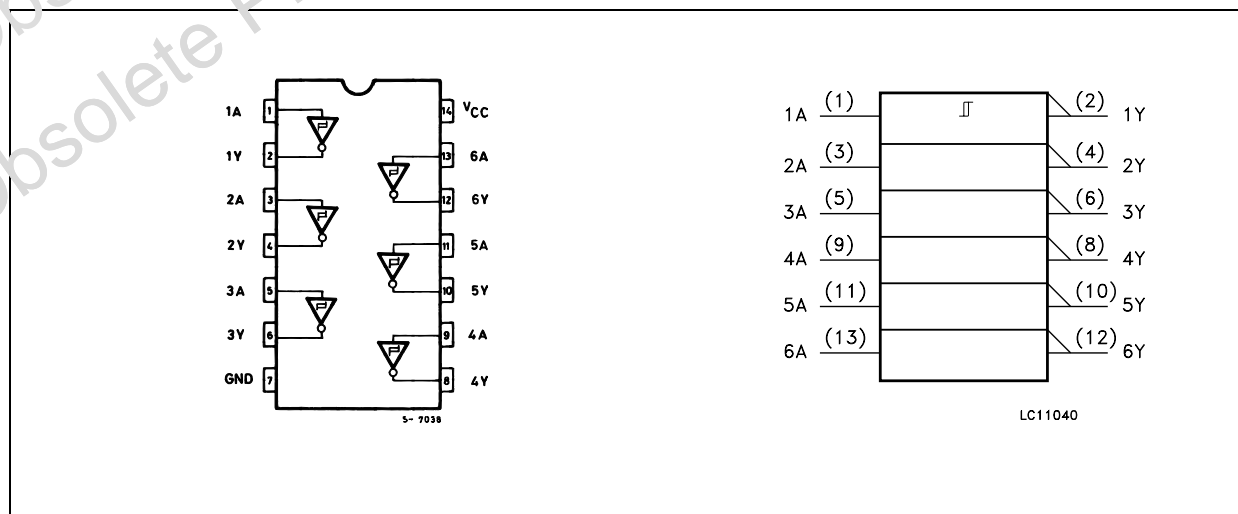 Obsolete P
Obsolete
1A 1 14 VCC
1Y 2 13 6A
2A 3 12 6Y
2Y 4 11 5A
3A 5 10 5Y
3Y 6 9 4A
GND 7 8 4Y
S- 7038
1A (1) (2) 1Y
2A (3) (4) 2Y
3A (5) (6) 3Y
4A (9) (8) 4Y
5A (11) (10) 5Y
6A (13) (12) 6Y
LC11040